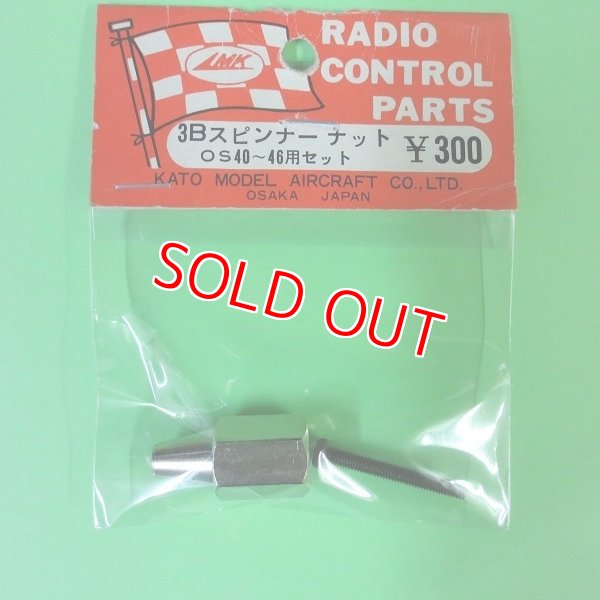 RADIO
CONTROL
PARTS
IMK
3Bスピンナー ナット
OS40〜46用セット
¥300
KATO MODEL AIRCRAFT CO.,LTD.
OSAKA JAPAN
SOLD OUT